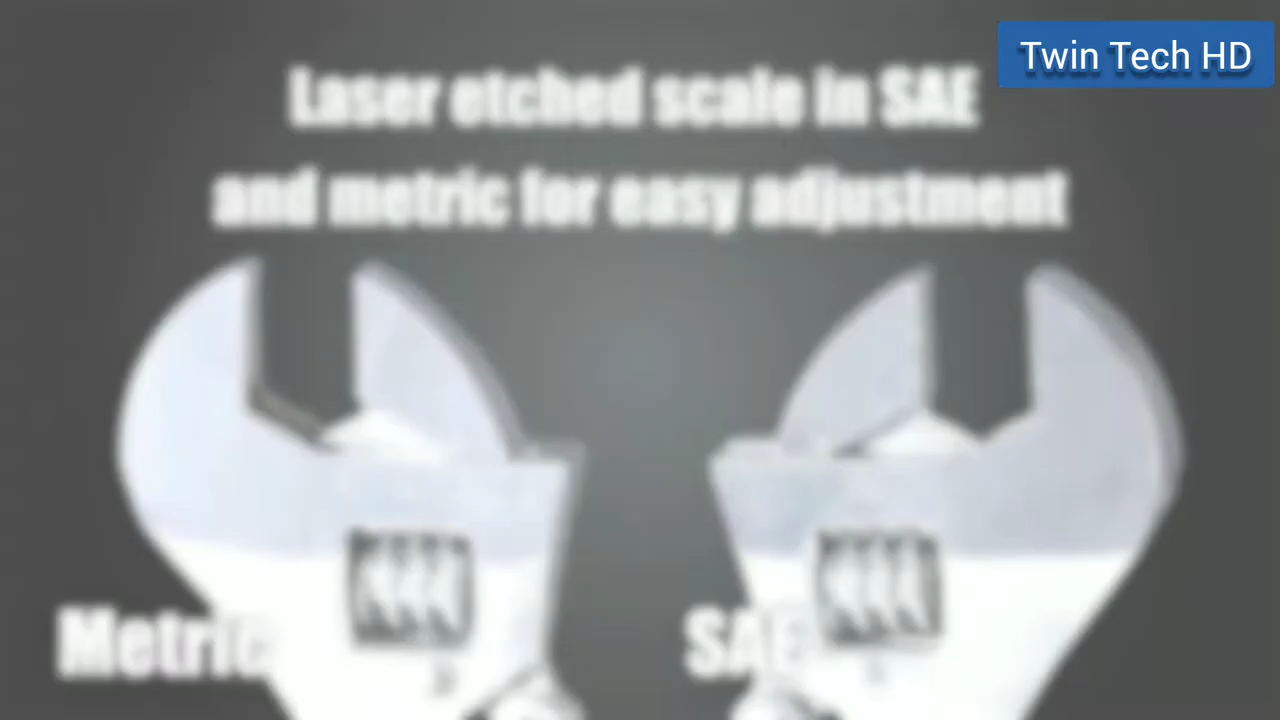 Twin Tech HD
Laser etched scale in SAE
and metric for easy adjustment
Metric
SAE